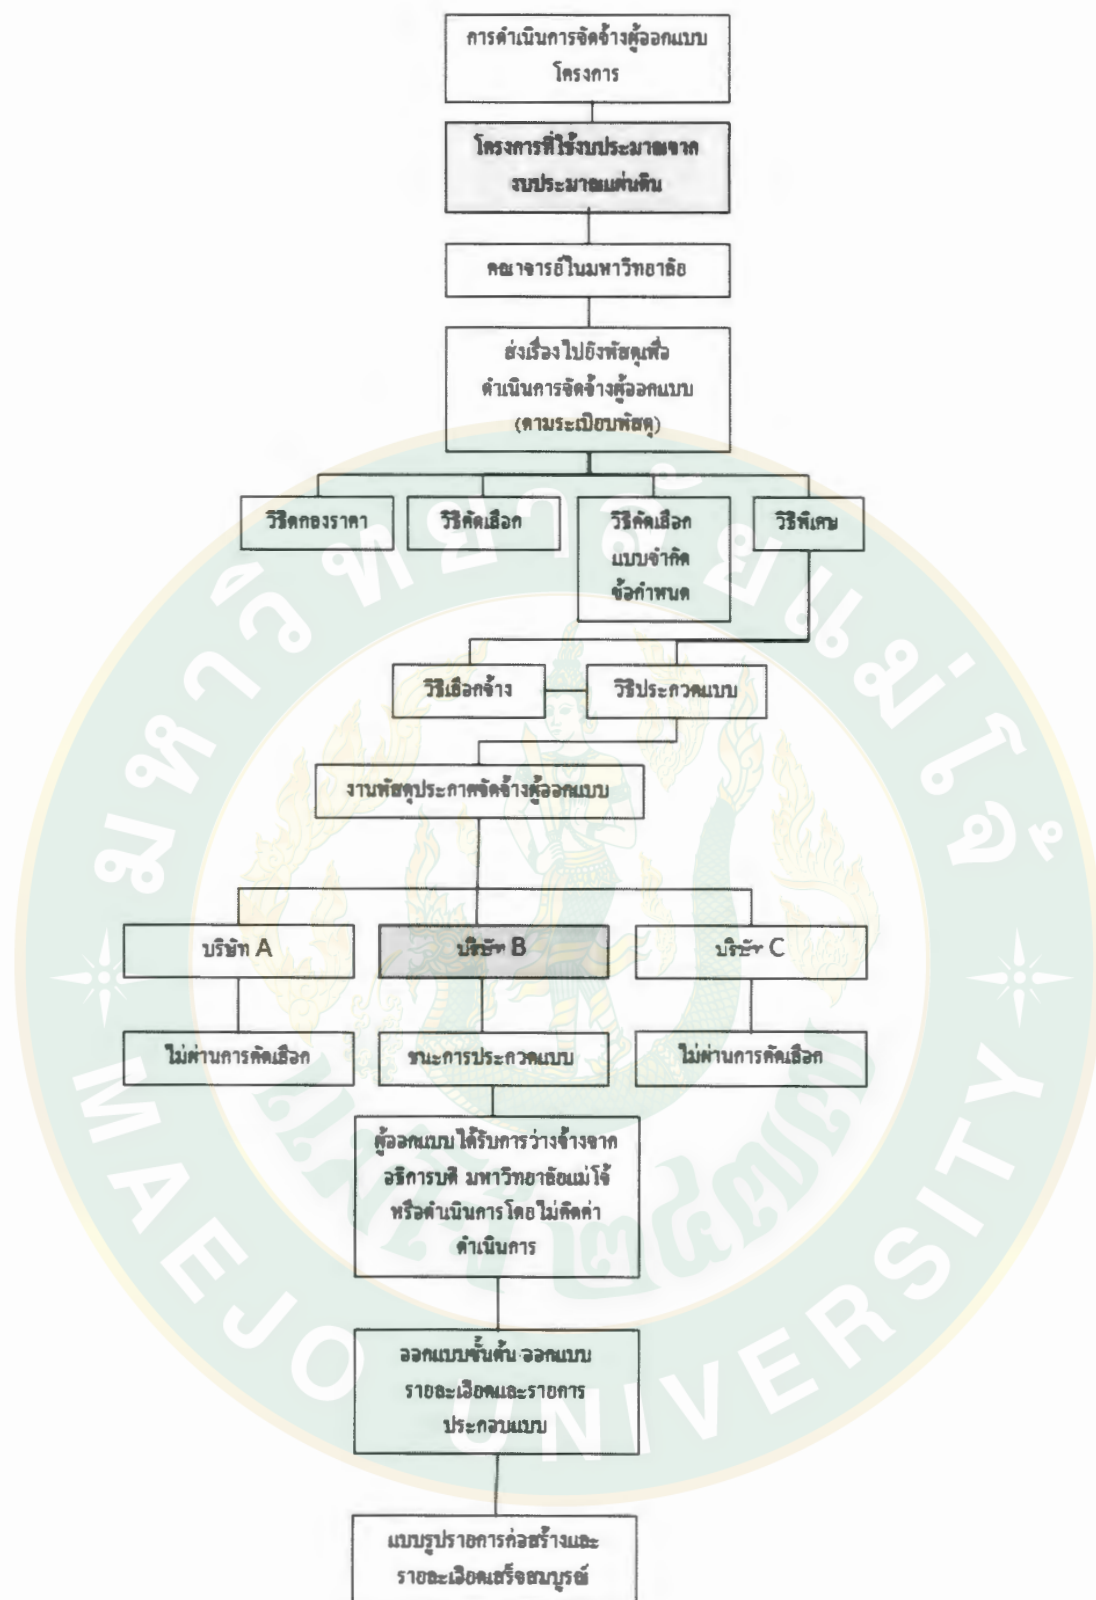 การดำเนินการจัดจ้างผู้ออกแบบ
โครงการ
โครงการที่ใช้งบประมาณจาก
งบประมาณแผ่นดิน
คณาจารย์ในมหาวิทยาลัย
ส่งเรื่องไปยังพัสดุเพื่อ
ดำเนินการจัดจ้างผู้ออกแบบ
(ตามระเบียบพัสดุ)
วิธีตกลงราคา
วิธีคัดเลือก
วิธีคัดเลือก
แบบจำกัด
ข้อกำหนด
วิธีพิเศษ
วิธีเลือกจ้าง
วิธีประกวดแบบ
งานพัสดุประกาศจัดจ้างผู้ออกแบบ
บริษัท A
บริษัท B
บริษัท C
ไม่ผ่านการคัดเลือก
ชนะการประกวดแบบ
ไม่ผ่านการคัดเลือก
ผู้ออกแบบได้รับการว่าจ้างจาก
อธิการบดี มหาวิทยาลัยแม่โจ้
หรือดำเนินการโดยไม่คิดค่า
ดำเนินการ
ออกแบบขั้นต้น ออกแบบ
รายละเอียดและรายการ
ประกอบแบบ
แบบรูปรายการก่อสร้างและ
รายละเอียดเสร็จสมบูรณ์
มหาวิทยาลัยแม่โจ้
MAEJO UNIVERSITY
๒๔๗๗